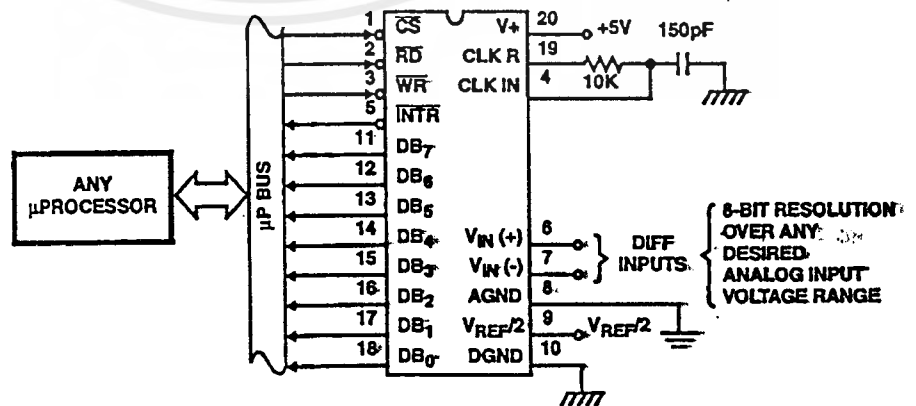 1 CS V+ 20 +5V 150pF
2 RD CLK R 19 10K
3 WR CLK IN 4
5 INTR
11 DB7
12 DB6
13 DB5
14 DB4 VIN (+) 6
15 DB3 VIN (-) 7
16 DB2 AGND 8
17 DB1 VREF/2 9 VREF/2
18 DB0 DGND 10
ANY
µPROCESSOR
µP BUS
DIFF
INPUTS
8-BIT RESOLUTION
OVER ANY
DESIRED
ANALOG INPUT
VOLTAGE RANGE